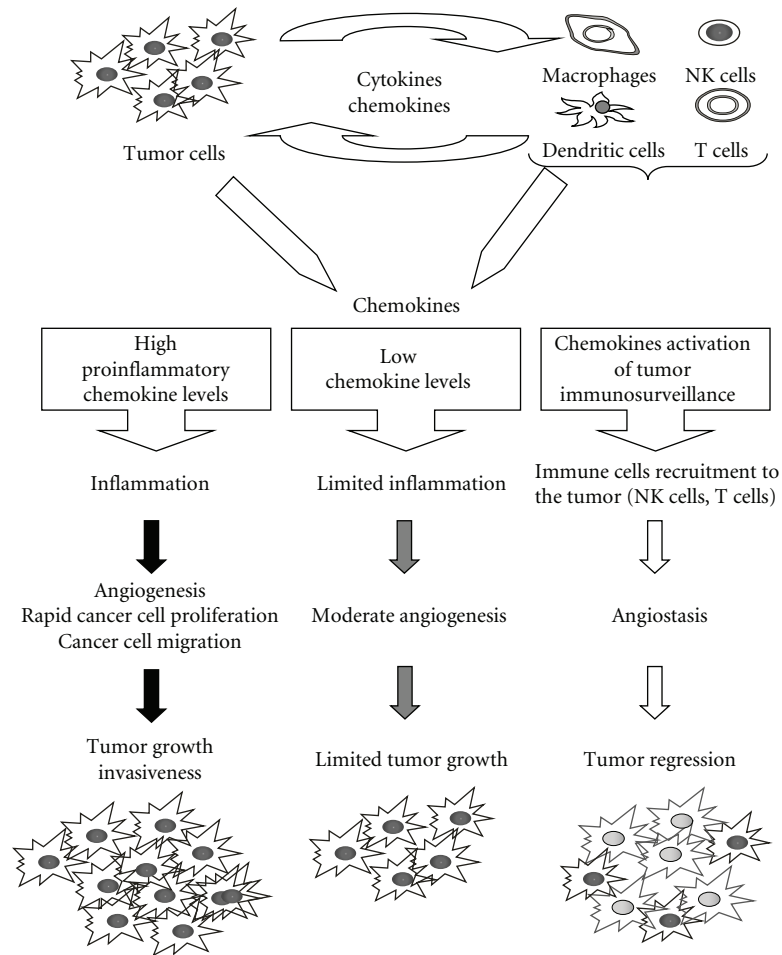 Cytokines
chemokines
Macrophages
NK cells
Tumor cells
Dendritic cells
T cells
Chemokines
High
proinflammatory
chemokine levels
Low
chemokine levels
Chemokines activation
of tumor
immunosurveillance
Inflammation
Limited inflammation
Immune cells recruitment to
the tumor (NK cells, T cells)
Angiogenesis
Rapid cancer cell proliferation
Cancer cell migration
Moderate angiogenesis
Angiostasis
Tumor growth
invasiveness
Limited tumor growth
Tumor regression